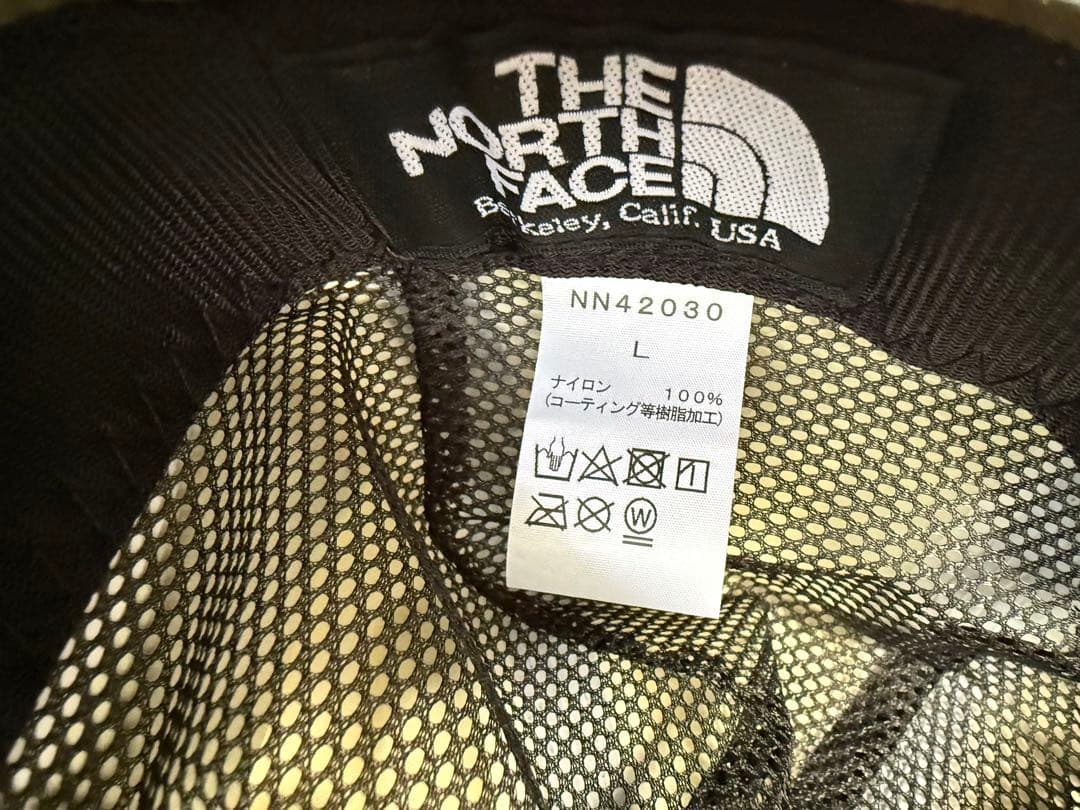 THE
NORTH
FACE
Berkeley, Calif. USA
NN42030
L
ナイロン 100%
(コーティング等樹脂加工)
W